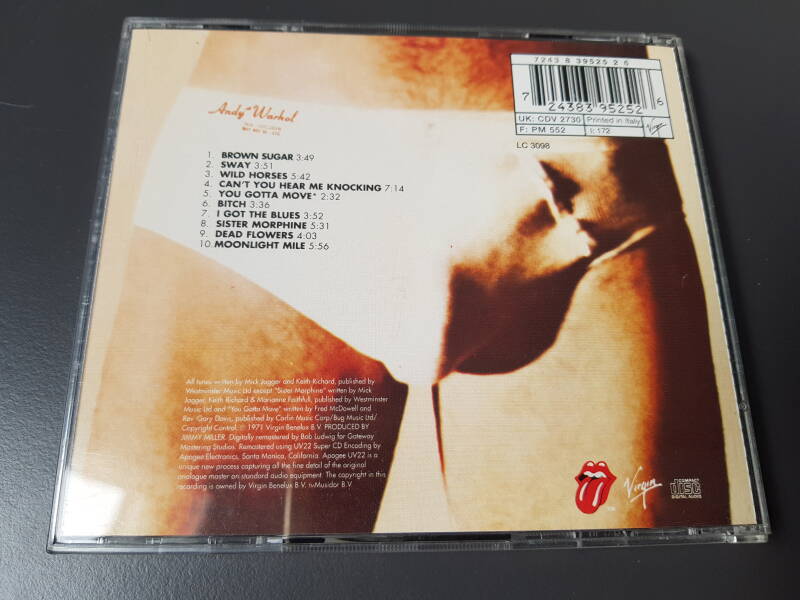 7243 8 39525 2 6
7 24383 95252 6
UK: CDV 2730 Printed in Italy
F: PM 552 I: 172 Virgin
LC 3098
Andy Warhol
1. BROWN SUGAR 3:49
2. SWAY 3:51
3. WILD HORSES 5:42
4. CAN'T YOU HEAR ME KNOCKING 7:14
5. YOU GOTTA MOVE* 2:32
6. BITCH 3:36
7. I GOT THE BLUES 3:52
8. SISTER MORPHINE 5:31
9. DEAD FLOWERS 4:03
10. MOONLIGHT MILE 5:56
All tunes written by Mick Jagger and Keith Richard, published by
Westminster Music Ltd except "Sister Morphine" written by Mick
Jagger, Keith Richard & Marianne Faithfull, published by Westminster
Music Ltd and "You Gotta Move" written by Fred McDowell and
Rev. Gary Davis, published by Carlin Music Corp/Bug Music Ltd/
Copyright Control. © 1971 Virgin Benelux B.V. PRODUCED BY
JIMMY MILLER. Digitally remastered by Bob Ludwig for Gateway
Mastering Studios. Remastered using UV22 Super CD Encoding by
Apogee Electronics, Santa Monica, California. Apogee UV22 is a
unique new process capturing all the fine detail of the original
analogue master on standard audio equipment. The copyright in this
recording is owned by Virgin Benelux B.V. Musidor B.V.
Virgin
COMPACT
DISC
DIGITAL AUDIO